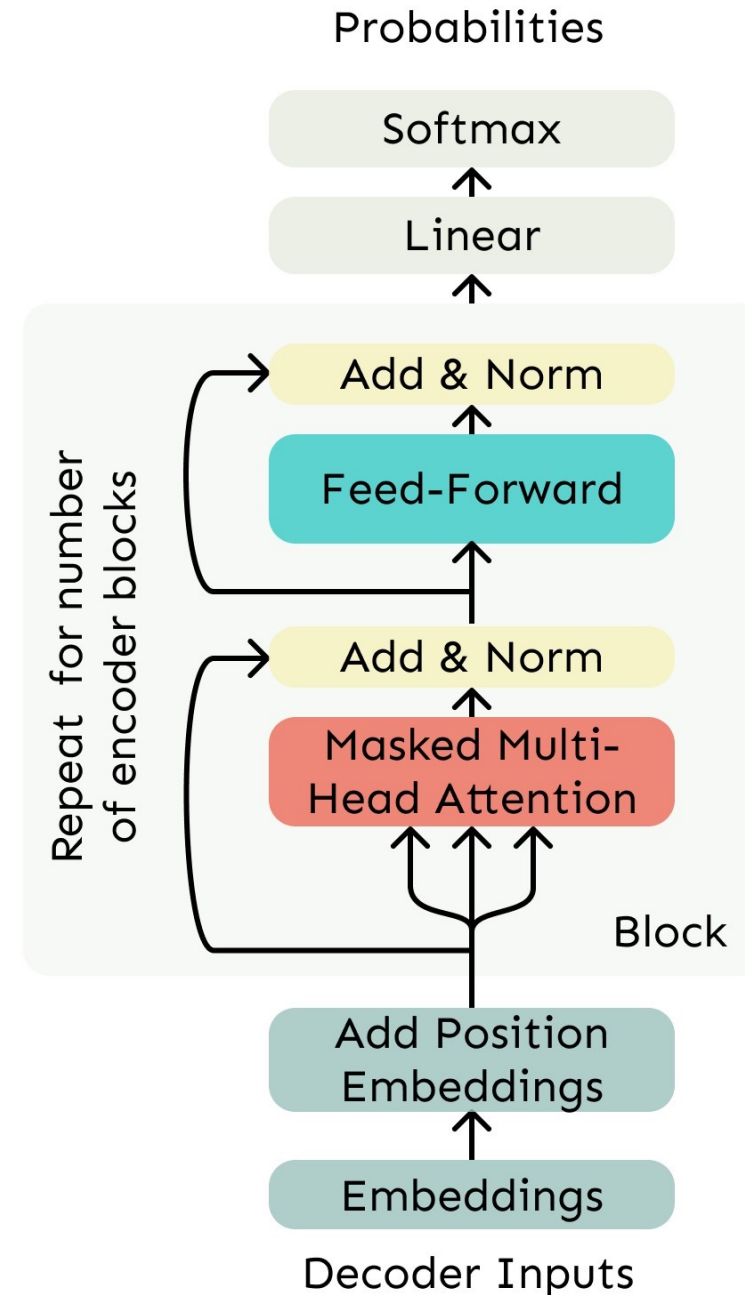 Probabilities
Softmax
Linear
Add & Norm
Feed-Forward
Repeat for number
of encoder blocks
Add & Norm
Masked Multi-
Head Attention
Block
Add Position
Embeddings
Embeddings
Decoder Inputs